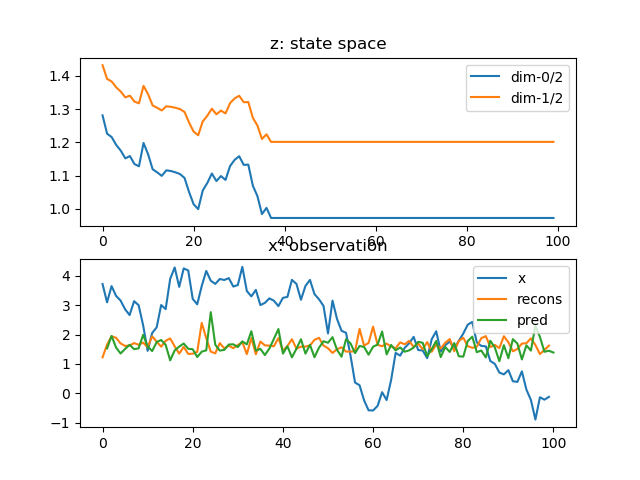 z: state space
1.4
1.3
1.2
1.1
1.0
dim-0/2
dim-1/2
0 20 40 60 80 100
x: observation
4
3
2
1
0
−1
x
recons
pred
0 20 40 60 80 100